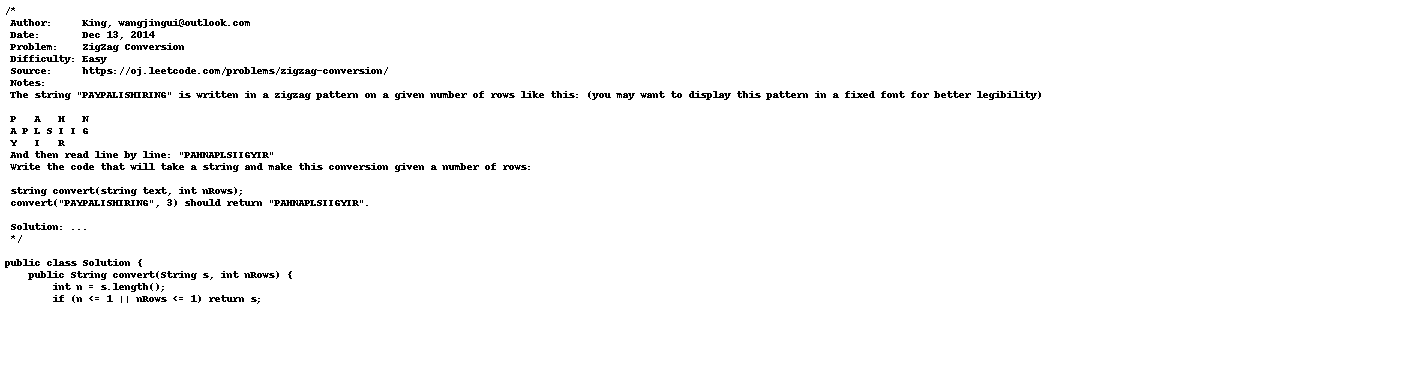 /*
 Author:     King, wangjingui@outlook.com
 Date:       Dec 13, 2014
 Problem:    ZigZag Conversion
 Difficulty: Easy
 Source:     https://oj.leetcode.com/problems/zigzag-conversion/
 Notes:
 The string "PAYPALISHIRING" is written in a zigzag pattern on a given number of rows like this: (you may want to display this pattern in a fixed font for better legibility)

 P   A   H  N
 A P L S I I G
 Y   I   R
 And then read line by line: "PAHNAPLSIIGYIR"
 Write the code that will take a string and make this conversion given a number of rows:

 string convert(string text, int nRows);
 convert("PAYPALISHIRING", 3) should return "PAHNAPLSIIGYIR".

 Solution: ...
 */

public class Solution {
    public String convert(String s, int nRows) {
        int n = s.length();
        if (n <= 1 || nRows <= 1) return s;